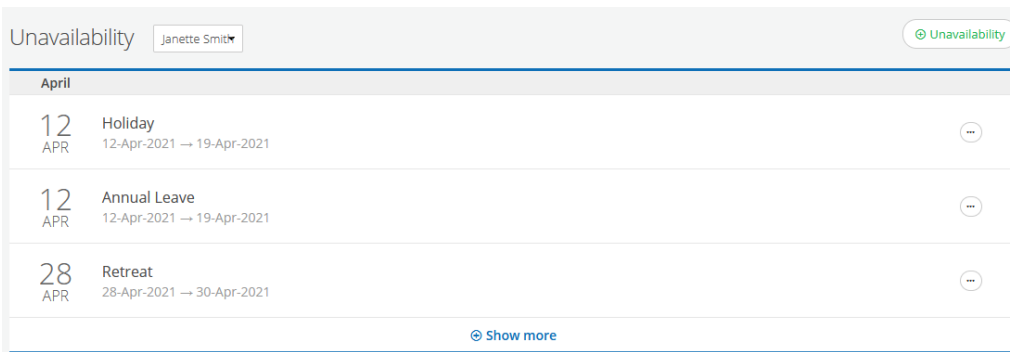 Unavailability Janette Smith Unavailability
April
12 Holiday
APR 12-Apr-2021 → 19-Apr-2021
12 Annual Leave
APR 12-Apr-2021 → 19-Apr-2021
28 Retreat
APR 28-Apr-2021 → 30-Apr-2021
Show more